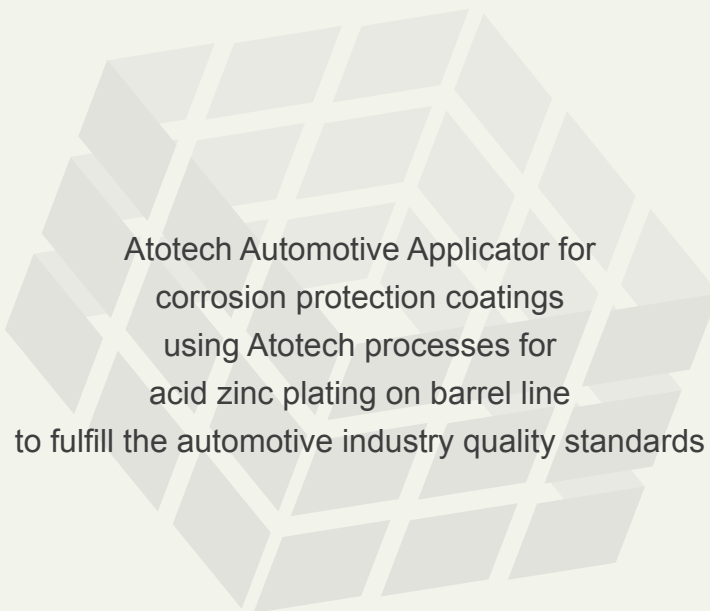 Atotech Automotive Applicator for
corrosion protection coatings
using Atotech processes for
acid zinc plating on barrel line
to fulfill the automotive industry quality standards